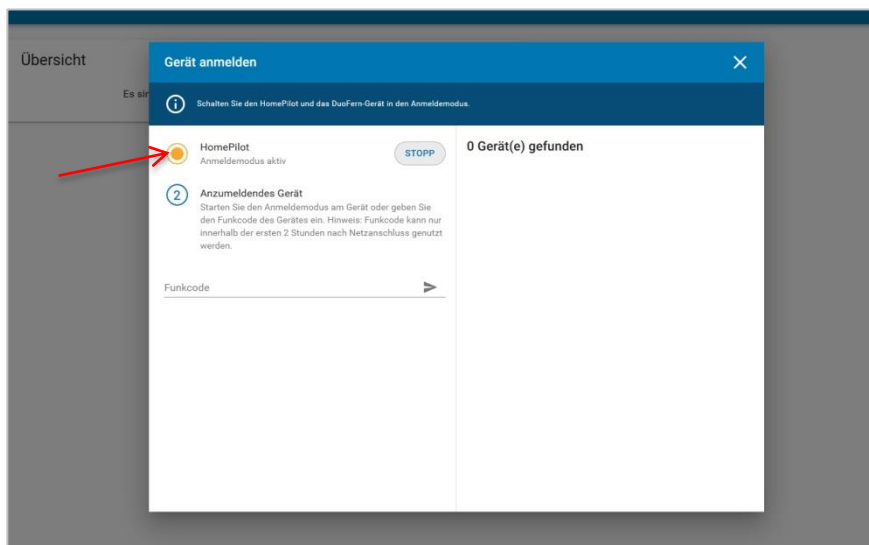 Übersicht
Es sin
Gerät anmelden
Schalten Sie den HomePilot und das DuoFern-Gerät in den Anmeldemodus.
HomePilot
Anmeldemodus aktiv
STOPP
2
Anzumeldendes Gerät
Starten Sie den Anmeldemodus am Gerät oder geben Sie
den Funkcode des Gerätes ein. Hinweis: Funkcode kann nur
innerhalb der ersten 2 Stunden nach Netzanschluss genutzt
werden.
Funkcode
0 Gerät(e) gefunden